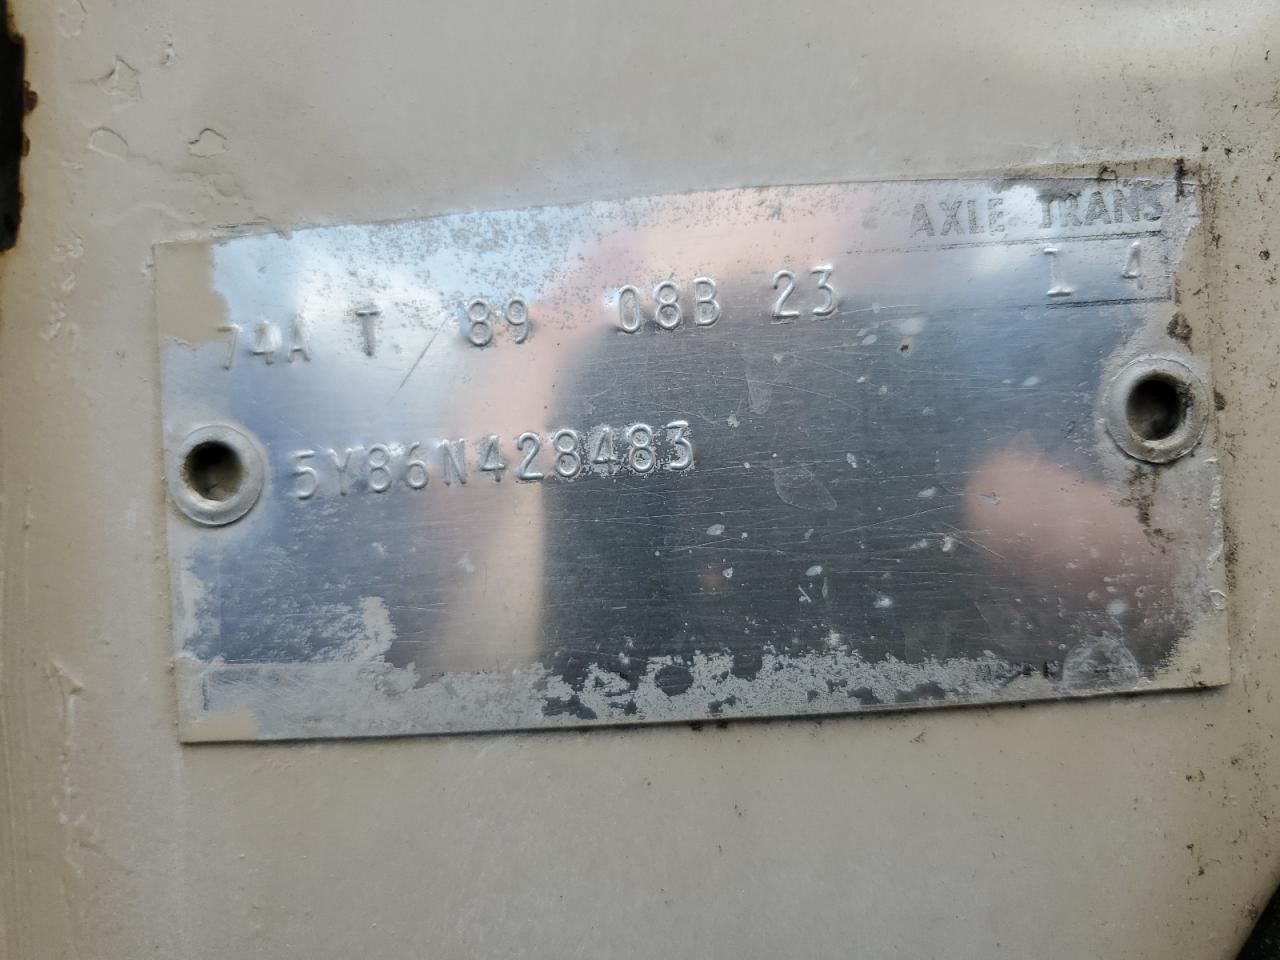 AXLE TRANS
74A T 89 08B 23 I 4
5Y86N428483